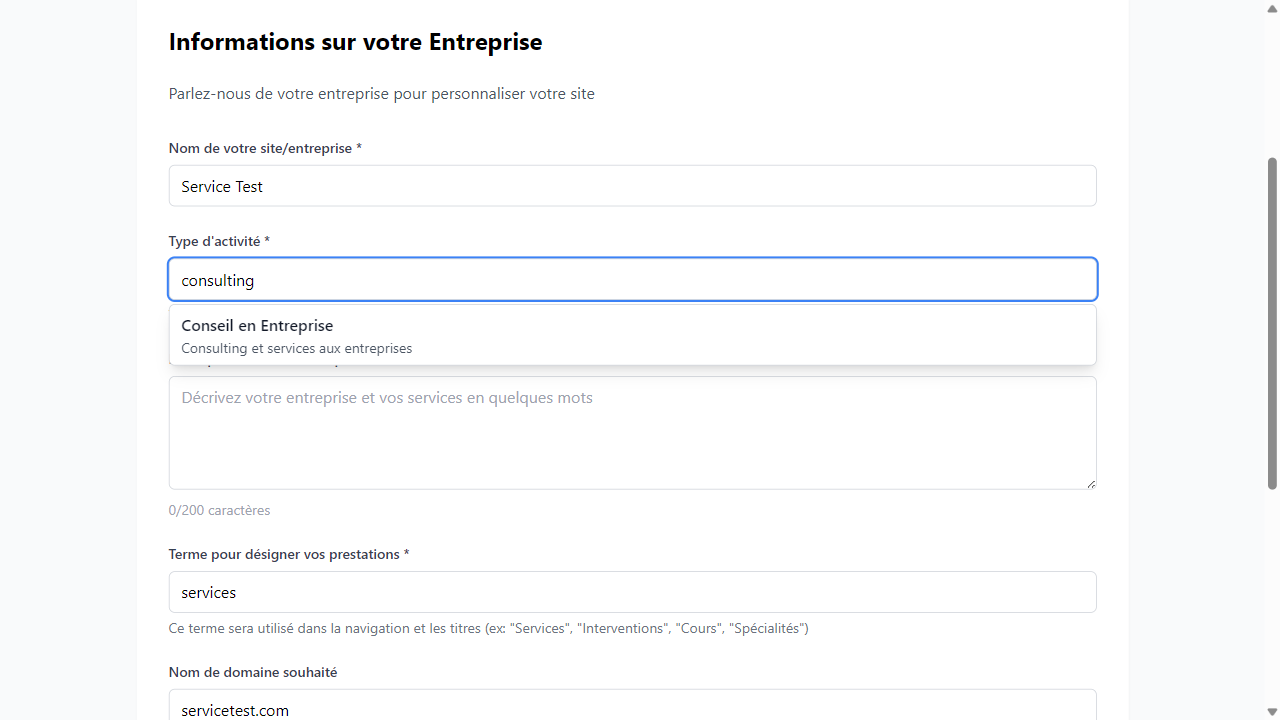 Informations sur votre Entreprise
Parlez-nous de votre entreprise pour personnaliser votre site
Nom de votre site/entreprise *
Service Test
Type d'activité *
consulting
Conseil en Entreprise
Consulting et services aux entreprises
Décrivez votre entreprise et vos services en quelques mots
0/200 caractères
Terme pour désigner vos prestations *
services
Ce terme sera utilisé dans la navigation et les titres (ex: "Services", "Interventions", "Cours", "Spécialités")
Nom de domaine souhaité
servicetest.com